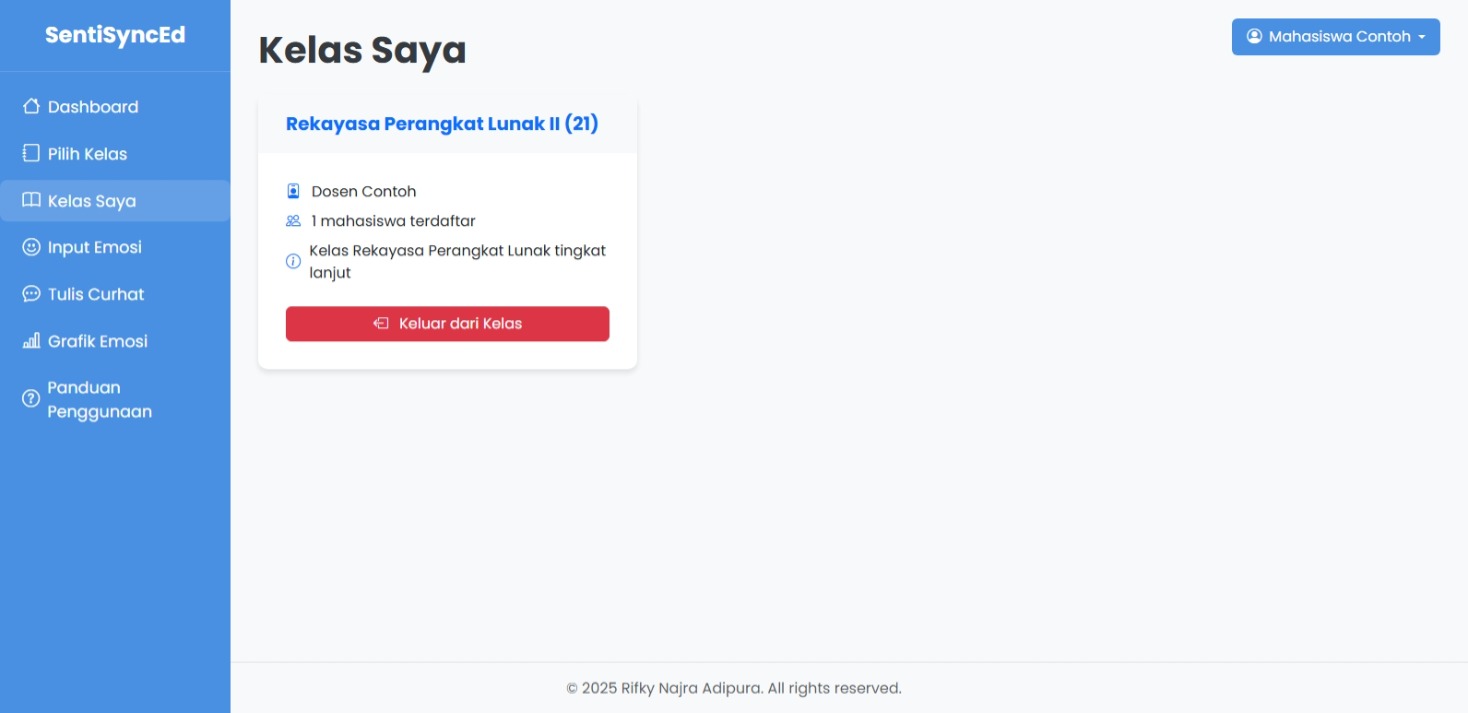 SentiSyncEd
Dashboard
Pilih Kelas
Kelas Saya
Input Emosi
Tulis Curhat
Grafik Emosi
Panduan
Penggunaan
Kelas Saya
Mahasiswa Contoh
Rekayasa Perangkat Lunak II (21)
Dosen Contoh
1 mahasiswa terdaftar
Kelas Rekayasa Perangkat Lunak tingkat
lanjut
Keluar dari Kelas
© 2025 Rifky Najra Adipura. All rights reserved.